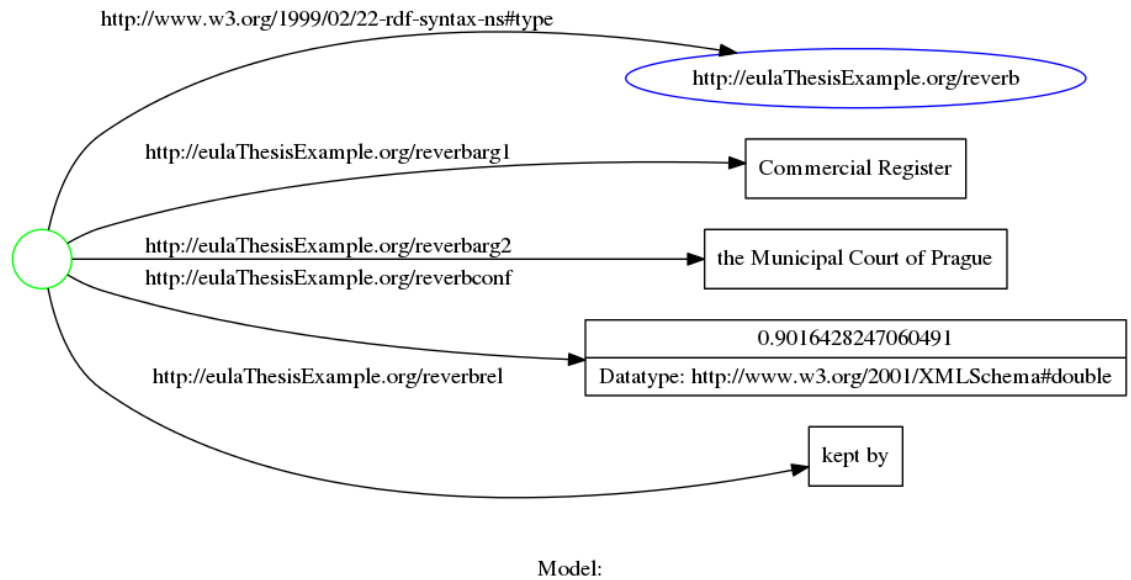 http://www.w3.org/1999/02/22-rdf-syntax-ns#type
http://eulaThesisExample.org/reverb
http://eulaThesisExample.org/reverbarg1
Commercial Register
http://eulaThesisExample.org/reverbarg2
the Municipal Court of Prague
http://eulaThesisExample.org/reverbconf
0.9016428247060491
Datatype: http://www.w3.org/2001/XMLSchema#double
http://eulaThesisExample.org/reverbrel
kept by
Model: